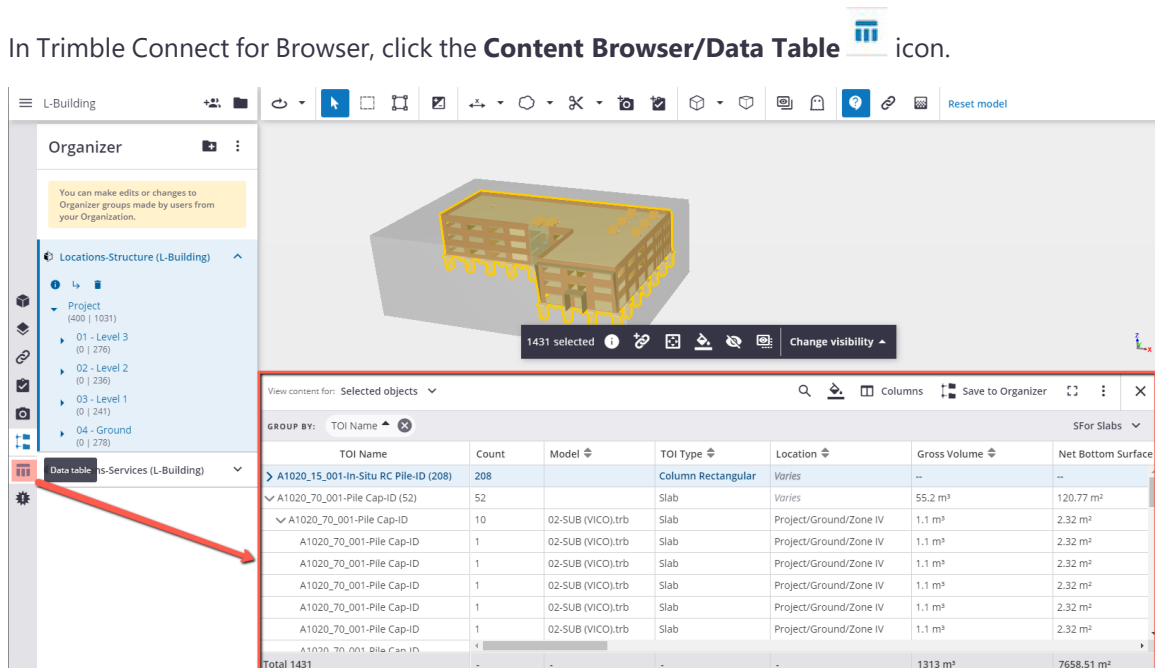 In Trimble Connect for Browser, click the Content Browser/Data Table icon.
L-Building
Reset model
Organizer
You can make edits or changes to
Organizer groups made by users from
your Organization.
Locations-Structure (L-Building)
Project
(400 | 1031)
01 - Level 3
(0 | 276)
02 - Level 2
(0 | 236)
03 - Level 1
(0 | 241)
04 - Ground
(0 | 278)
Data table ns-Services (L-Building)
1431 selected Change visibility
Z
x
View content for: Selected objects Columns Save to Organizer
GROUP BY: TOI Name SFor Slabs
TOI Name Count Model TOI Type Location Gross Volume Net Bottom Surface
A1020_15_001-In-Situ RC Pile-ID (208) 208 Column Rectangular Varies -- --
A1020_70_001-Pile Cap-ID (52) 52 Slab Varies 55.2 m³ 120.77 m²
A1020_70_001-Pile Cap-ID 10 02-SUB (VICO).trb Slab Project/Ground/Zone IV 1.1 m³ 2.32 m²
A1020_70_001-Pile Cap-ID 1 02-SUB (VICO).trb Slab Project/Ground/Zone IV 1.1 m³ 2.32 m²
A1020_70_001-Pile Cap-ID 1 02-SUB (VICO).trb Slab Project/Ground/Zone IV 1.1 m³ 2.32 m²
A1020_70_001-Pile Cap-ID 1 02-SUB (VICO).trb Slab Project/Ground/Zone IV 1.1 m³ 2.32 m²
A1020_70_001-Pile Cap-ID 1 02-SUB (VICO).trb Slab Project/Ground/Zone IV 1.1 m³ 2.32 m²
A1020_70_001-Pile Cap-ID 1 02-SUB (VICO).trb Slab Project/Ground/Zone IV 1.1 m³ 2.32 m²
A1020_70_001-Pile Cap-ID
Total 1431 - - - - 1313 m³ 7658.51 m²